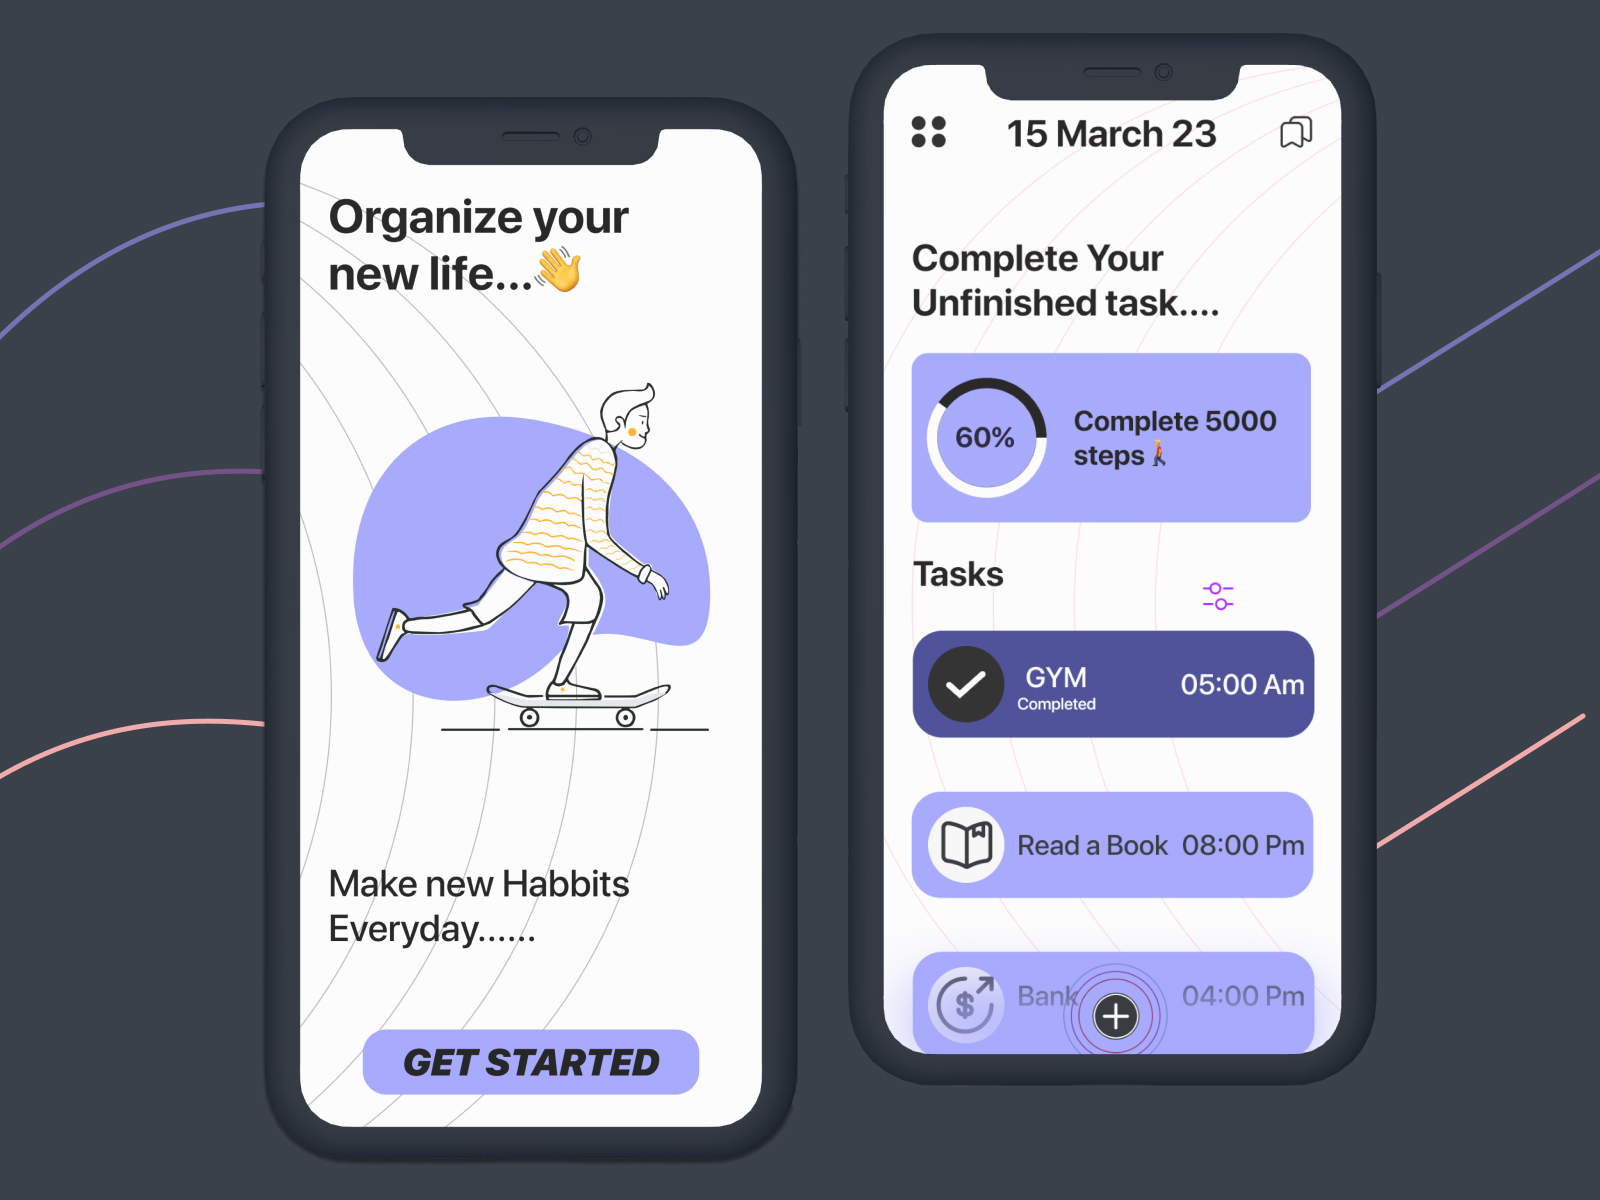 Organize your
new life...👋
Make new Habbits
Everyday......
GET STARTED
15 March 23
Complete Your
Unfinished task....
60%
Complete 5000
steps🚶
Tasks
GYM
Completed
05:00 Am
Read a Book
08:00 Pm
$
Bank
04:00 Pm